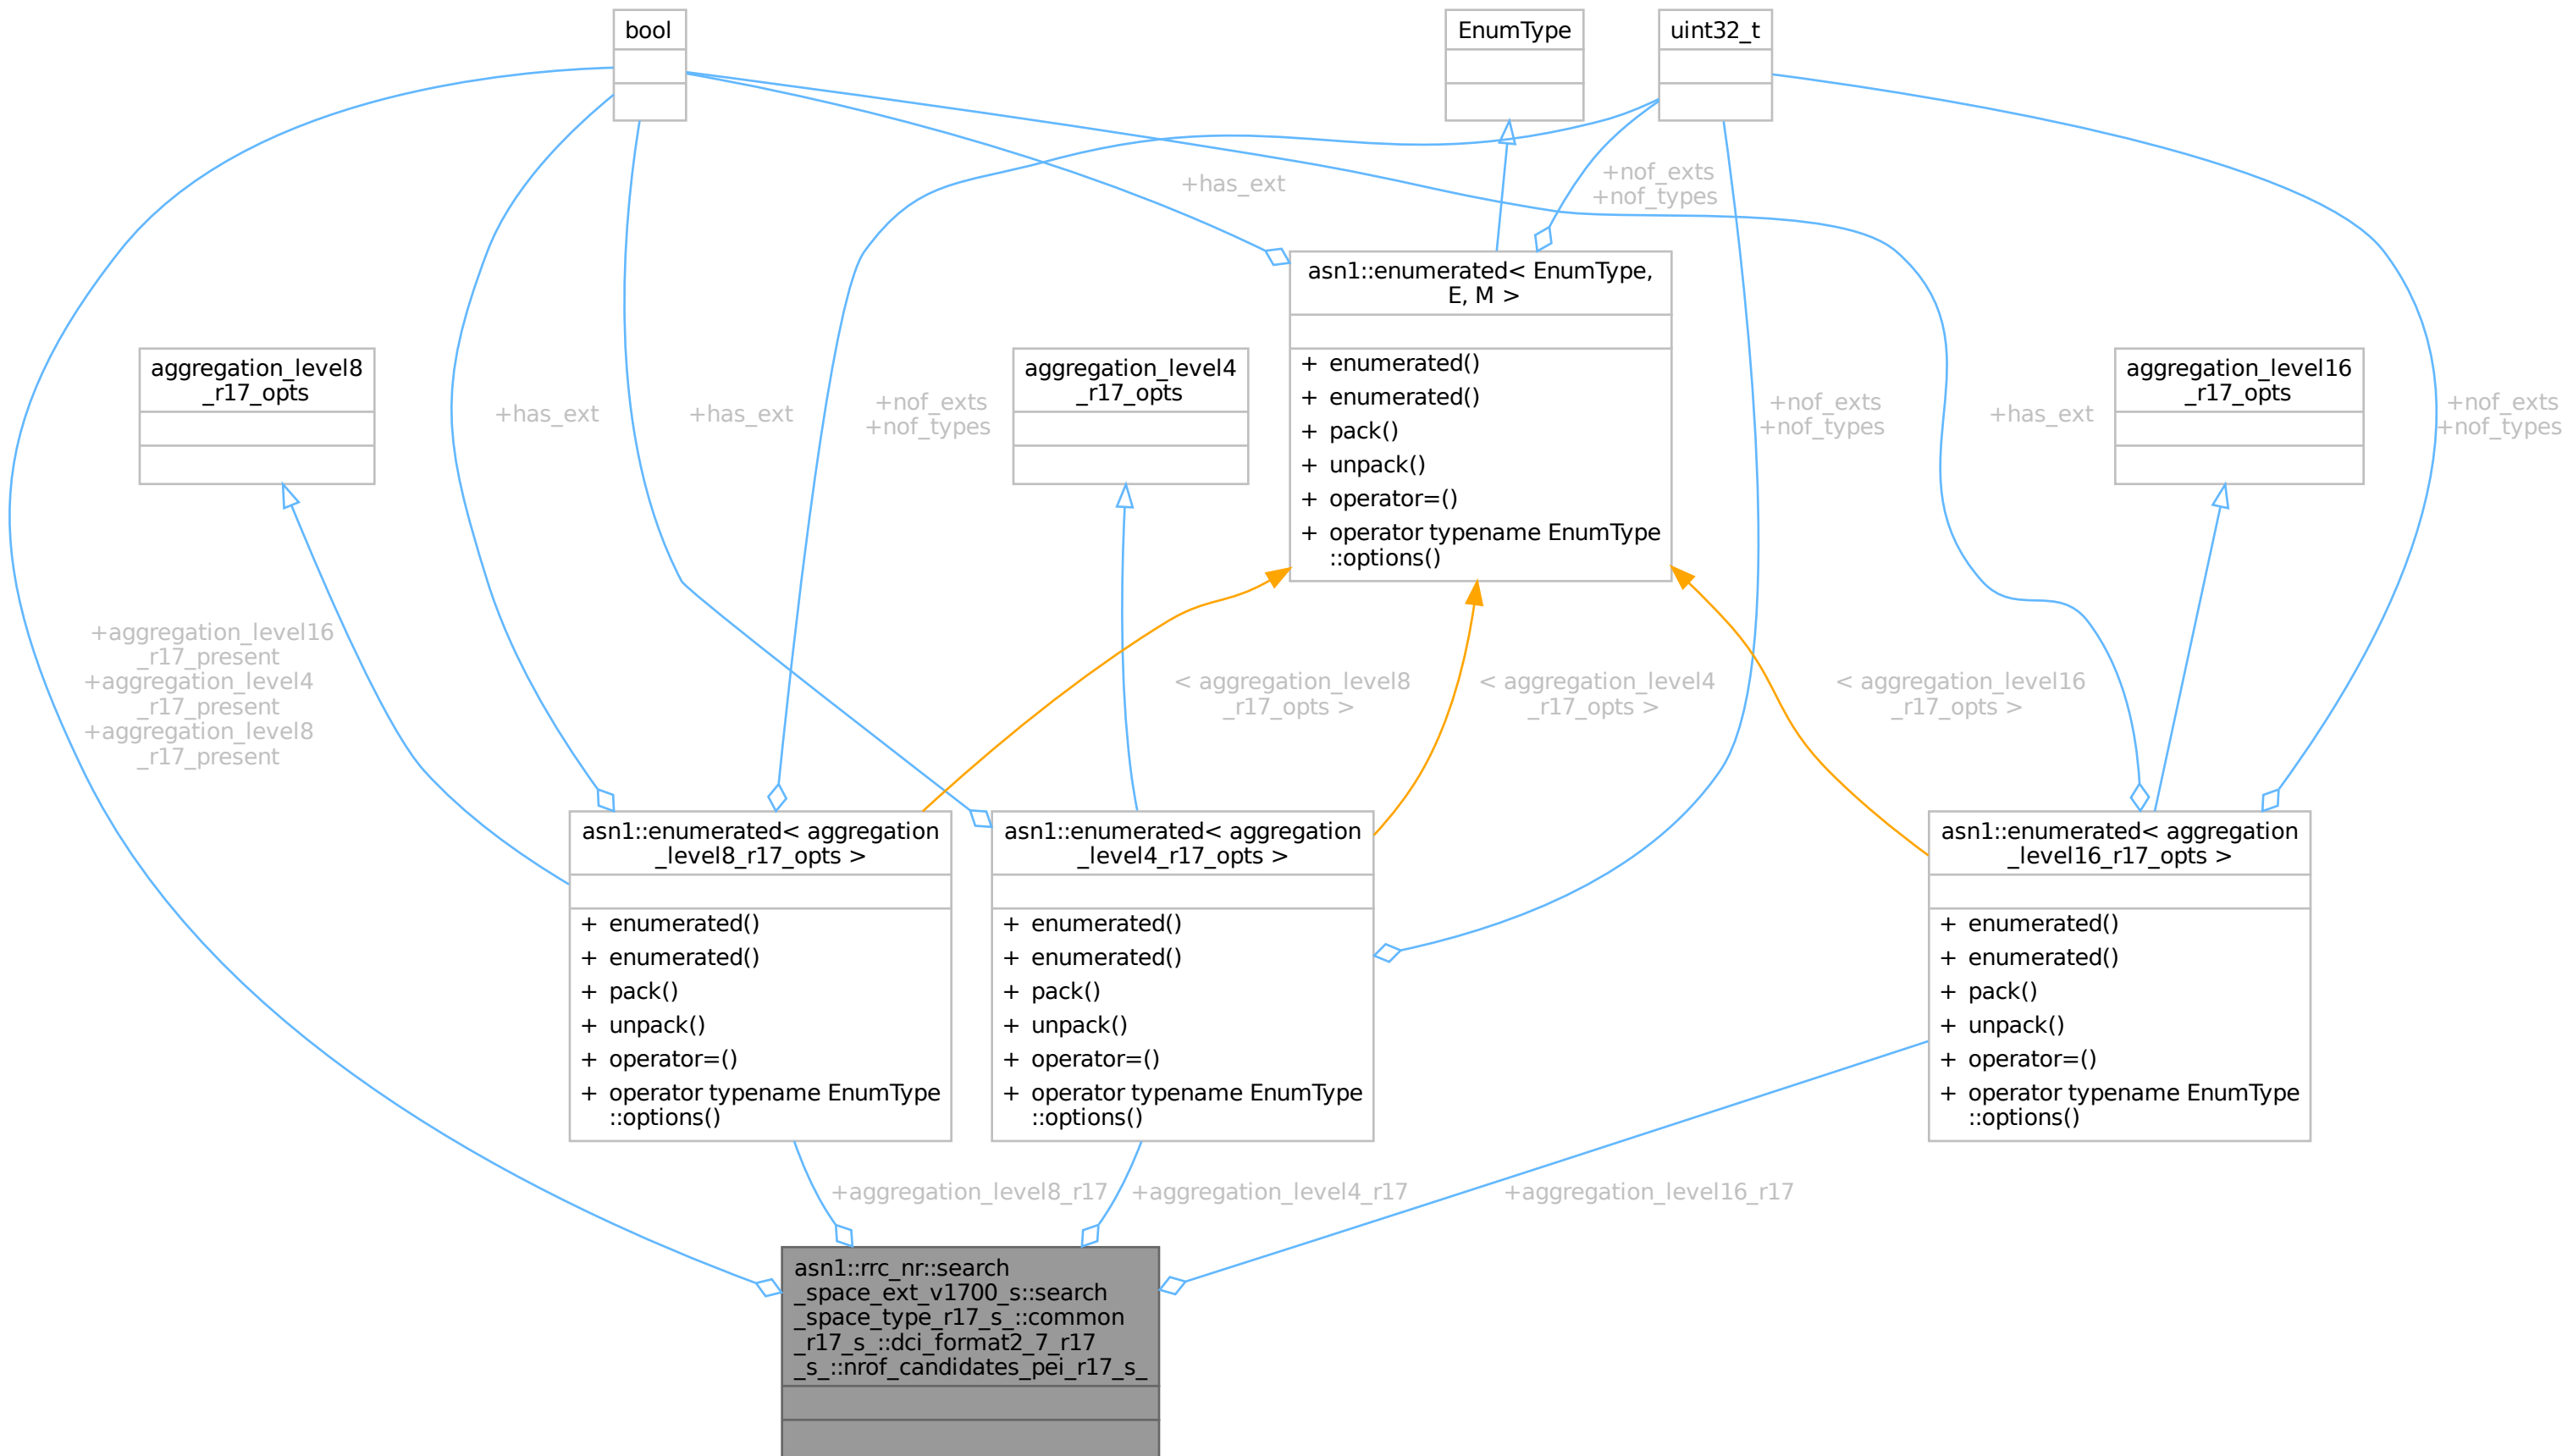 bool
EnumType
uint32_t
+has_ext
+nof_exts
+nof_types
asn1::enumerated< EnumType,
E, M >
+ enumerated()
+ enumerated()
+ pack()
+ unpack()
+ operator=()
+ operator typename EnumType
::options()
aggregation_level8
_r17_opts
aggregation_level4
_r17_opts
aggregation_level16
_r17_opts
+has_ext
+has_ext
+nof_exts
+nof_types
+nof_exts
+nof_types
+has_ext
+nof_exts
+nof_types
+aggregation_level16
_r17_present
+aggregation_level4
_r17_present
+aggregation_level8
_r17_present
< aggregation_level8
_r17_opts >
< aggregation_level4
_r17_opts >
< aggregation_level16
_r17_opts >
asn1::enumerated< aggregation
_level8_r17_opts >
+ enumerated()
+ enumerated()
+ pack()
+ unpack()
+ operator=()
+ operator typename EnumType
::options()
asn1::enumerated< aggregation
_level4_r17_opts >
+ enumerated()
+ enumerated()
+ pack()
+ unpack()
+ operator=()
+ operator typename EnumType
::options()
asn1::enumerated< aggregation
_level16_r17_opts >
+ enumerated()
+ enumerated()
+ pack()
+ unpack()
+ operator=()
+ operator typename EnumType
::options()
+aggregation_level8_r17
+aggregation_level4_r17
+aggregation_level16_r17
asn1::rrc_nr::search
_space_ext_v1700_s::search
_space_type_r17_s_::common
_r17_s_::dci_format2_7_r17
_s_::nrof_candidates_pei_r17_s_